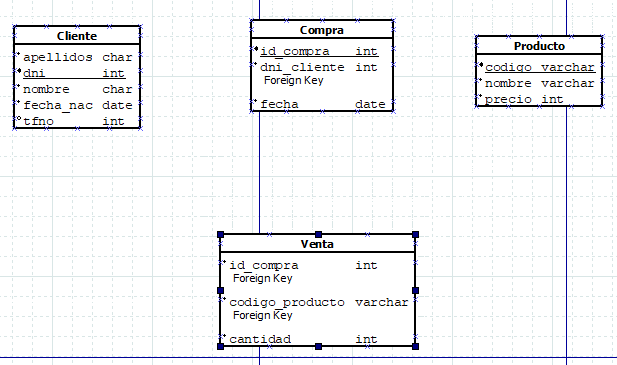 Cliente
apellidos char
dni int
nombre char
fecha_nac date
tfno int
Compra
id_compra int
dni_cliente int
Foreign Key
fecha date
Producto
codigo varchar
nombre varchar
precio int
Venta
id_compra int
Foreign Key
codigo_producto varchar
Foreign Key
cantidad int